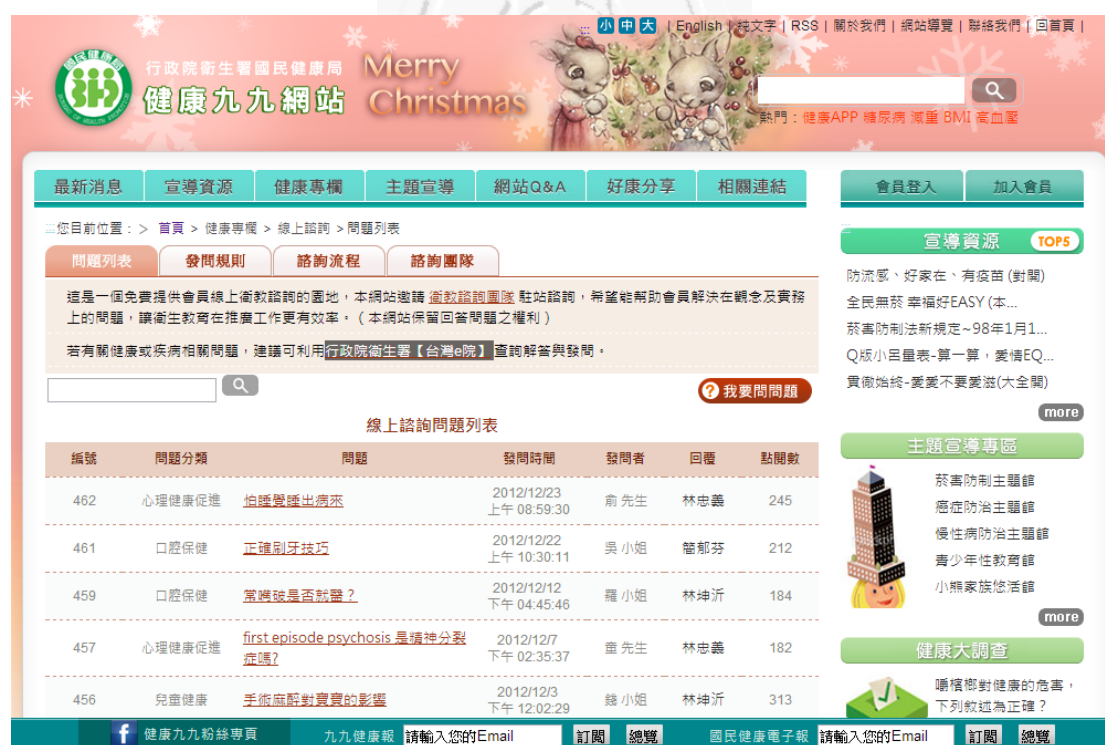 小 中 大 | English | 純文字 | RSS | 關於我們 | 網站導覽 | 聯絡我們 | 回首頁 |
國民健康局
行政院衛生署國民健康局
健康九九網站
Merry
Christmas
熱門：健康APP 糖尿病 減重 BMI 高血壓
最新消息 宣導資源 健康專欄 主題宣導 網站Q&A 好康分享 相關連結
會員登入 加入會員
:::您目前位置：> 首頁 > 健康專欄 > 線上諮詢 >問題列表
問題列表 發問規則 諮詢流程 諮詢團隊
這是一個免費提供會員線上衛教諮詢的園地，本網站邀請 衛教諮詢團隊 駐站諮詢，希望能幫助會員解決在觀念及實務
上的問題，讓衛生教育在推廣工作更有效率。（本網站保留回答問題之權利）
若有關健康或疾病相關問題，建議可利用行政院衛生署【台灣e院】查詢解答與發問。
我要問問題
線上諮詢問題列表
編號 問題分類 問題 發問時間 發問者 回覆 點閱數
462 心理健康促進 怕睡覺睡出病來 2012/12/23 上午 08:59:30 俞 先生 林忠義 245
461 口腔保健 正確刷牙技巧 2012/12/22 上午 10:30:11 吳 小姐 簡郁芬 212
459 口腔保健 常嘴破是否就醫？ 2012/12/12 下午 04:45:46 羅 小姐 林坤沂 184
457 心理健康促進 first episode psychosis 是精神分裂
症嗎? 2012/12/7 下午 02:35:37 童 先生 林忠義 182
456 兒童健康 手術麻醉對寶寶的影響 2012/12/3 下午 12:02:29 錢 小姐 林坤沂 313
宣導資源 TOP5
防流感、好家在、有疫苗(對開)
全民無菸 幸福好EASY (本...
菸害防制法新規定~98年1月1...
Q版小呂量表-算一算，愛情EQ...
貫徹始終-愛愛不要愛滋(大全開)
more
主題宣導專區
菸害防制主題館
癌症防治主題館
慢性病防治主題館
青少年性教育館
小熊家族悠活館
more
健康大調查
嚼檳榔對健康的危害，
下列敘述為正確？
f 健康九九粉絲專頁 九九健康報 請輸入您的Email 訂閱 總覽 國民健康電子報 請輸入您的Email 訂閱 總覽